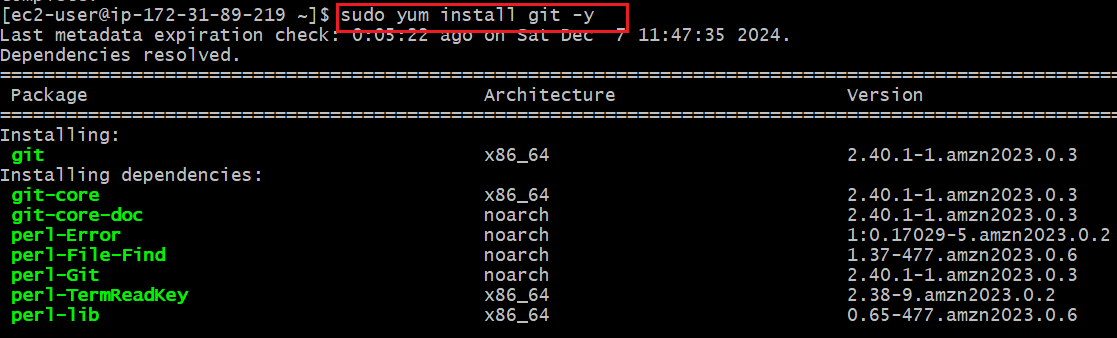 [ec2-user@ip-172-31-89-219 ~]$ sudo yum install git -y
Last metadata expiration check: 0:05:22 ago on Sat Dec  7 11:47:35 2024.
Dependencies resolved.
Package Architecture Version
Installing:
git x86_64 2.40.1-1.amzn2023.0.3
Installing dependencies:
git-core x86_64 2.40.1-1.amzn2023.0.3
git-core-doc noarch 2.40.1-1.amzn2023.0.3
perl-Error noarch 1:0.17029-5.amzn2023.0.2
perl-File-Find noarch 1.37-477.amzn2023.0.6
perl-Git noarch 2.40.1-1.amzn2023.0.3
perl-TermReadKey x86_64 2.38-9.amzn2023.0.2
perl-lib x86_64 0.65-477.amzn2023.0.6